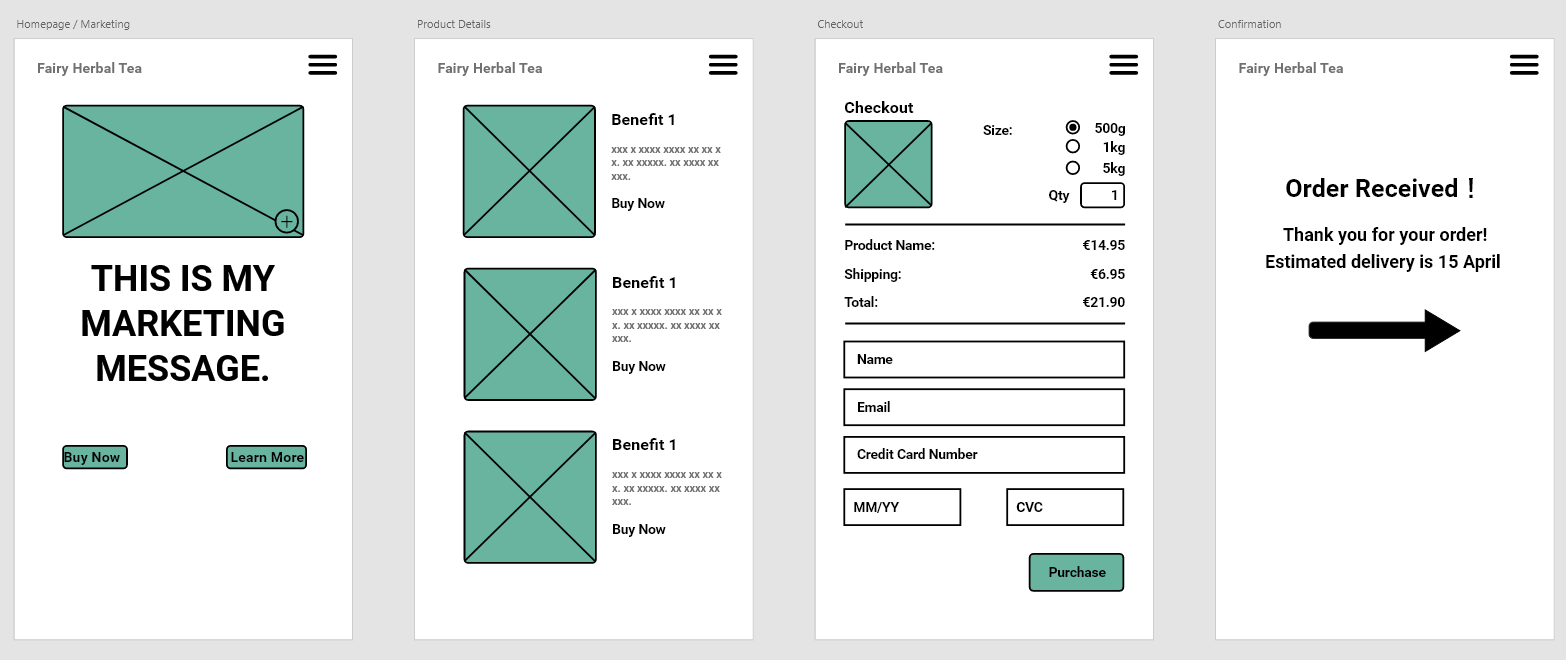 Homepage / Marketing
Fairy Herbal Tea
THIS IS MY
MARKETING
MESSAGE.
Buy Now
Learn More
Product Details
Fairy Herbal Tea
Benefit 1
xxx x xxxx xxxx xx xx x
x. xx xxxxx. xx xxxx xx
xxx.
Buy Now
Benefit 1
xxx x xxxx xxxx xx xx x
x. xx xxxxx. xx xxxx xx
xxx.
Buy Now
Benefit 1
xxx x xxxx xxxx xx xx x
x. xx xxxxx. xx xxxx xx
xxx.
Buy Now
Checkout
Fairy Herbal Tea
Checkout
Size: 500g
1kg
5kg
Qty 1
Product Name: €14.95
Shipping: €6.95
Total: €21.90
Name
Email
Credit Card Number
MM/YY CVC
Purchase
Confirmation
Fairy Herbal Tea
Order Received !
Thank you for your order!
Estimated delivery is 15 April